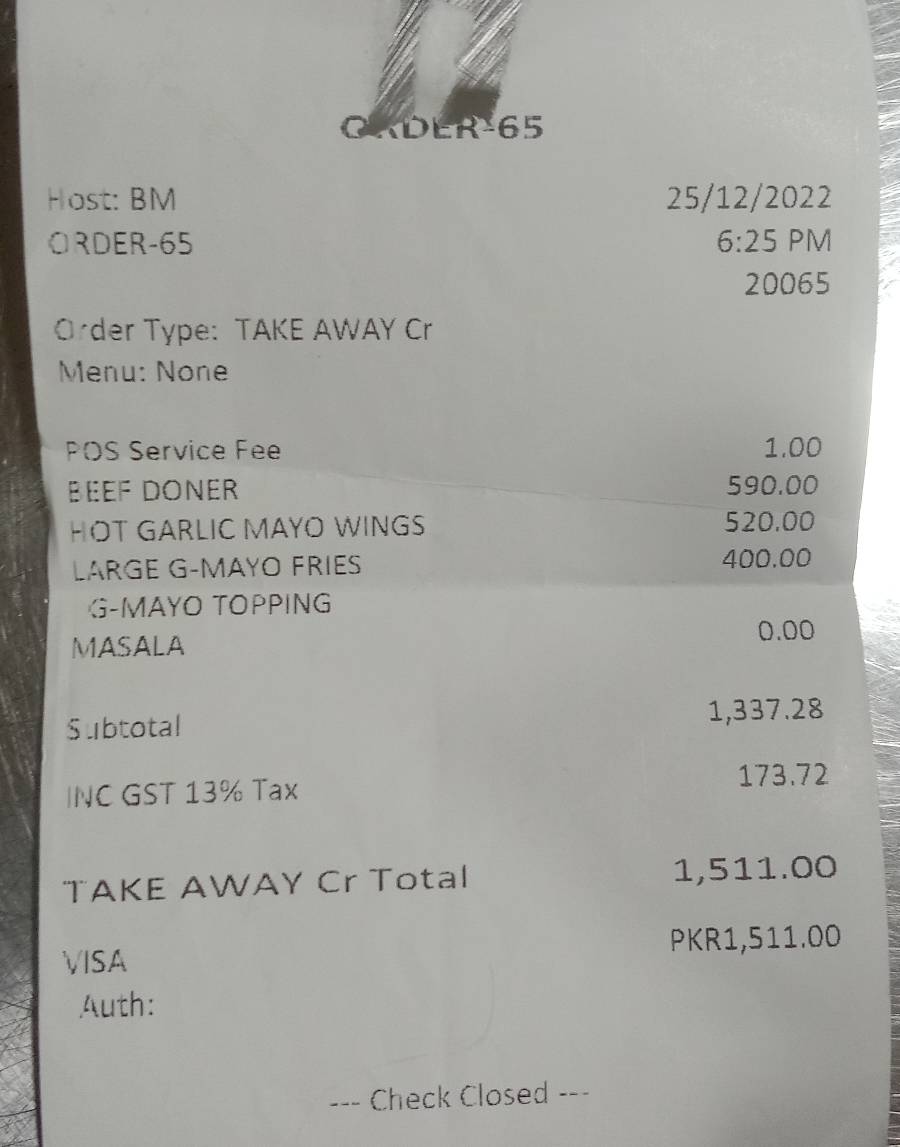 ORDER-65
Host: BM 25/12/2022
ORDER-65 6:25 PM
20065
Order Type: TAKE AWAY Cr
Menu: None
POS Service Fee 1.00
BEEF DONER 590.00
HOT GARLIC MAYO WINGS 520.00
LARGE G-MAYO FRIES 400.00
G-MAYO TOPPING
MASALA 0.00
Subtotal 1,337.28
INC GST 13% Tax 173.72
TAKE AWAY Cr Total 1,511.00
VISA PKR1,511.00
Auth:
--- Check Closed ---